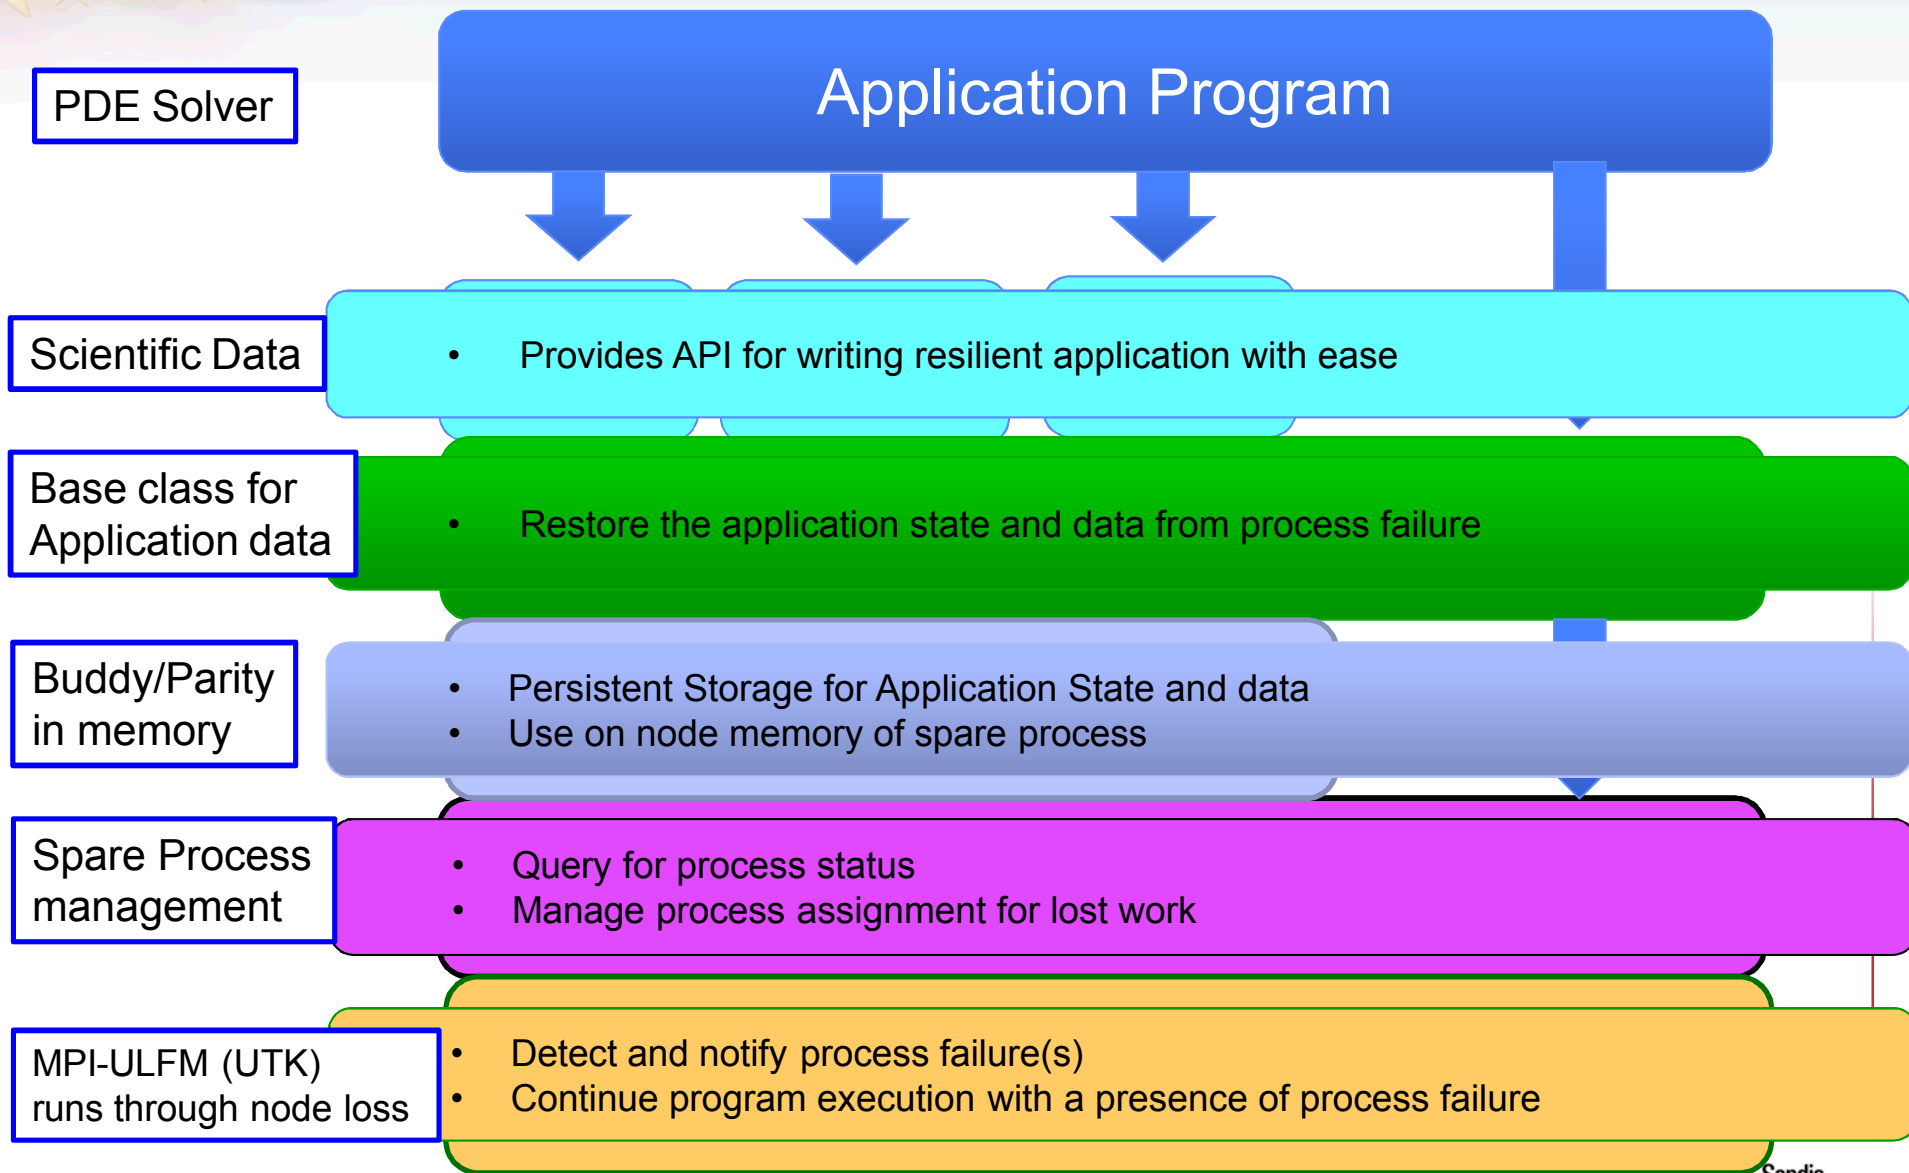 PDE Solver
Application Program
Scientific Data
• Provides API for writing resilient application with ease
Base class for
Application data
• Restore the application state and data from process failure
Buddy/Parity
in memory
• Persistent Storage for Application State and data
• Use on node memory of spare process
Spare Process
management
• Query for process status
• Manage process assignment for lost work
MPI-ULFM (UTK)
runs through node loss
• Detect and notify process failure(s)
• Continue program execution with a presence of process failure